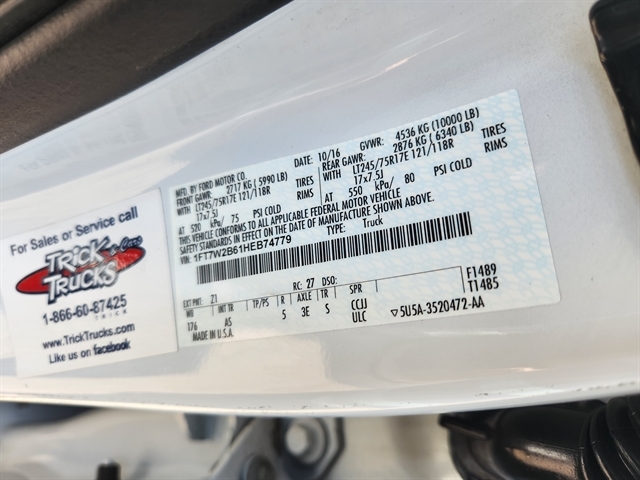 MFD. BY FORD MOTOR CO.
DATE: 10/16 GVWR: 4536 KG (10000 LB)
FRONT GAWR: 2717 KG (5990 LB) REAR GAWR: 2876 KG (6340 LB)
WITH LT245/75R17E 121/118R TIRES WITH LT245/75R17E 121/118R TIRES
17x7.5J RIMS 17x7.5J RIMS
AT 520 kPa/ 75 PSI COLD AT 550 kPa/ 80 PSI COLD
THIS VEHICLE CONFORMS TO ALL APPLICABLE FEDERAL MOTOR VEHICLE
SAFETY STANDARDS IN EFFECT ON THE DATE OF MANUFACTURE SHOWN ABOVE.
VIN: 1FT7W2B61HEB74779 TYPE: Truck
F1489
T1485
EXT PNT: Z1 RC: 27 DSO:
WB INT TR TP/PS R AXLE TR SPR
176 AS 5 3E S CCJJ
ULC
MADE IN U.S.A.
▽5U5A-3520472-AA
For Sales or Service call
TRICK TRUCKS
& Cars
1-866-60-87425
TRICK
www.TrickTrucks.com
Like us on facebook